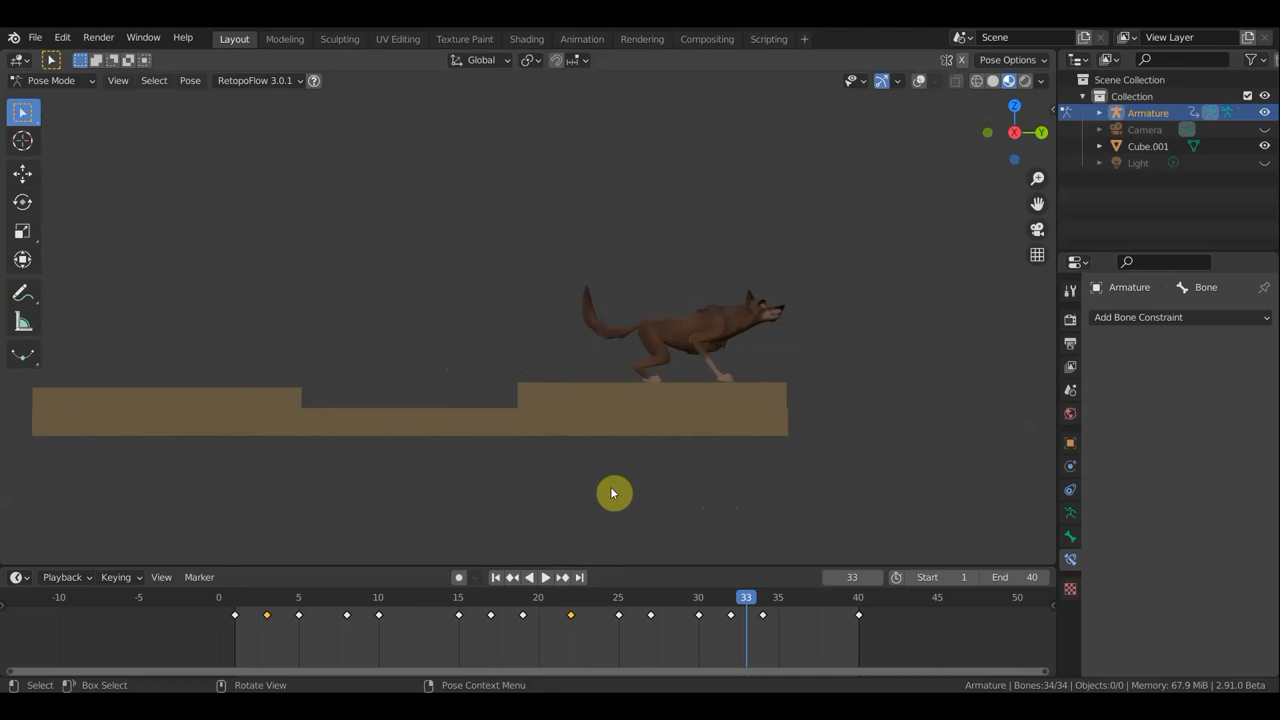 File Edit Render Window Help Layout Modeling Sculpting UV Editing Texture Paint Shading Animation Rendering Compositing Scripting + Scene View Layer
Global Pose Options
Pose Mode View Select Pose RetopoFlow 3.0.1
Scene Collection
Collection
Armature
Camera
Cube.001
Light
Z
X
Y
Armature Bone
Add Bone Constraint
Playback Keying View Marker 33 Start 1 End 40
-10 -5 0 5 10 15 20 25 30 33 35 40 45 50
Select Box Select Rotate View Pose Context Menu Armature | Bones:34/34 | Objects:0/0 | Memory: 67.9 MiB | 2.91.0 Beta